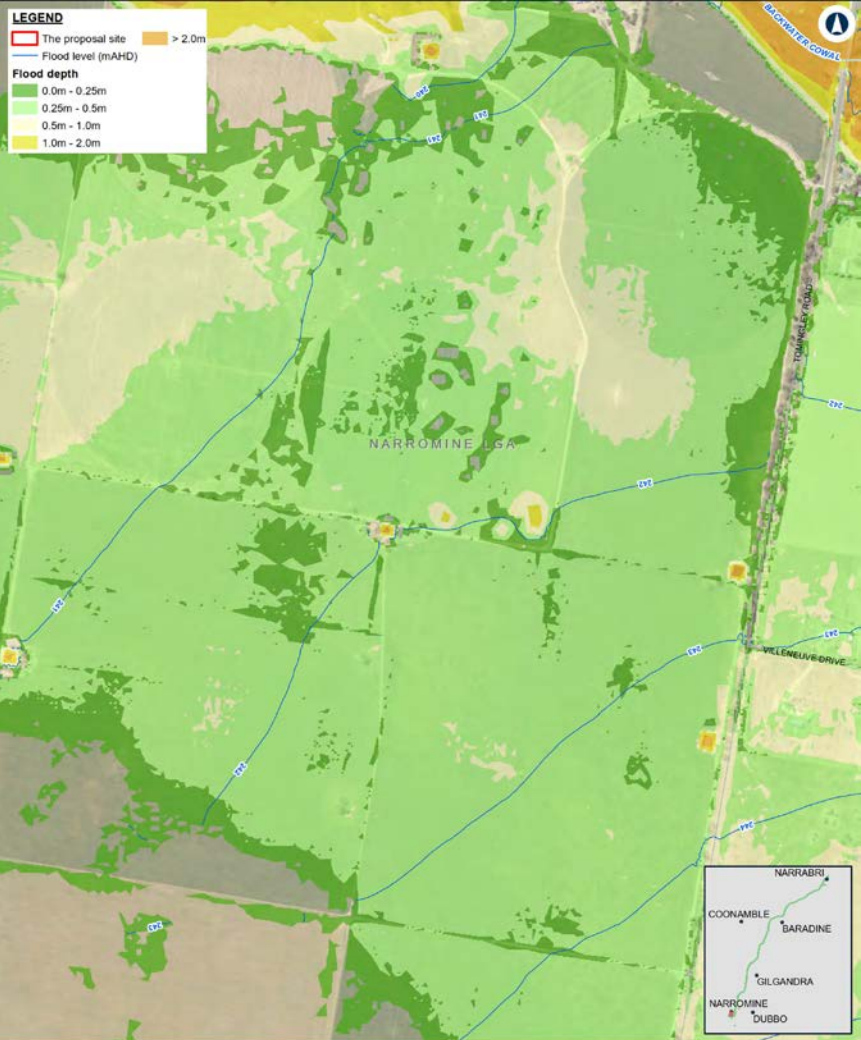 LEGEND
The proposal site
> 2.0m
Flood level (mAHD)
Flood depth
0.0m - 0.25m
0.25m - 0.5m
0.5m - 1.0m
1.0m - 2.0m
BACKWATER COWAL
240
241
241
TOMINGLEY ROAD
242
NARROMINE LGA
242
241
243
243
VILLENEUVE DRIVE
242
244
243
NARRABRI
COONAMBLE
BARADINE
GILGANDRA
NARROMINE
DUBBO